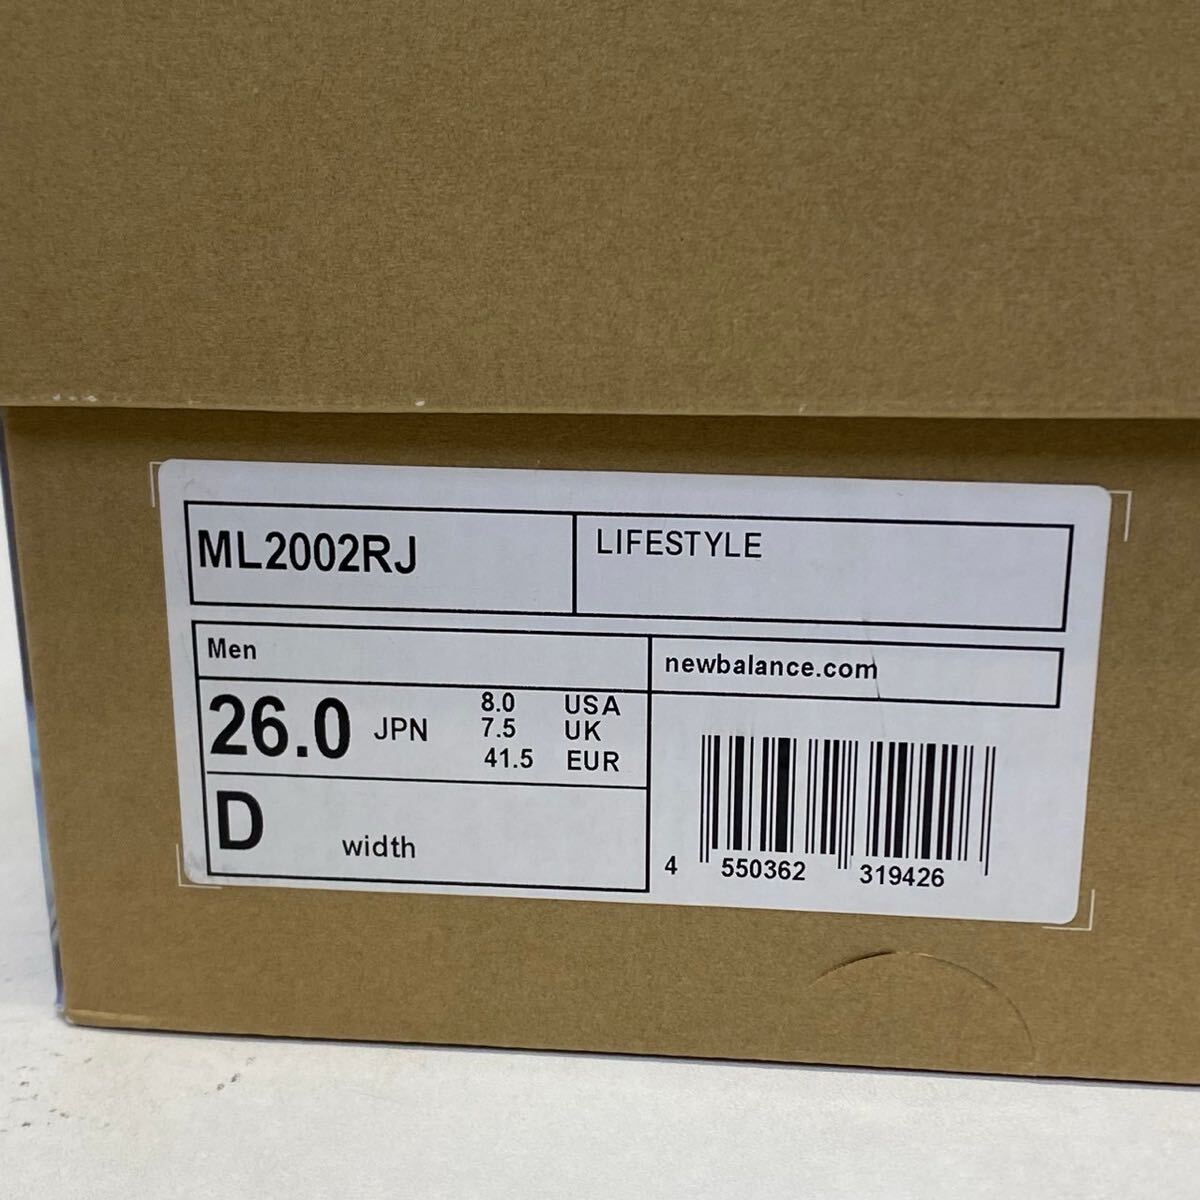 ML2002RJ
LIFESTYLE
Men
newbalance.com
26.0 JPN
8.0 USA
7.5 UK
41.5 EUR
D width
4 550362 319426